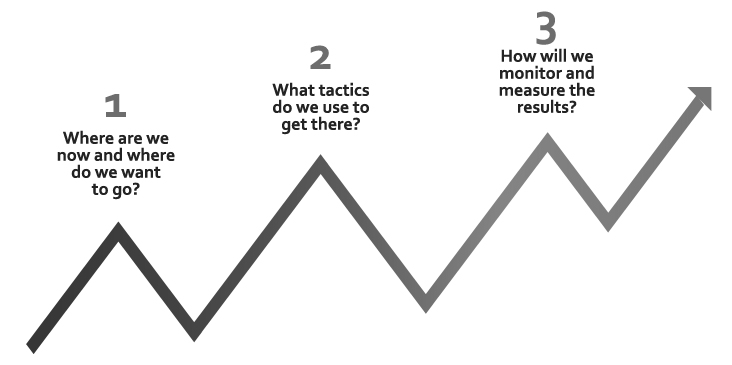 1
Where are we
now and where
do we want
to go?
2
What tactics
do we use to
get there?
3
How will we
monitor and
measure the
results?